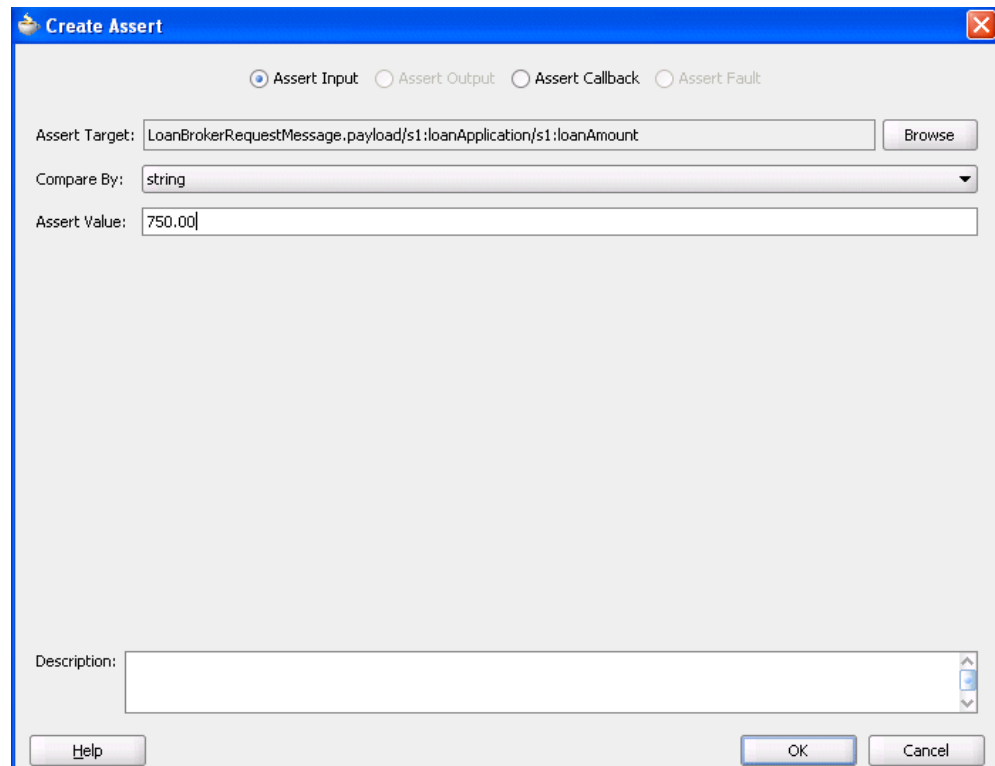 Create Assert
Assert Input Assert Output Assert Callback Assert Fault
Assert Target: LoanBrokerRequestMessage.payload/s1:loanApplication/s1:loanAmount Browse
Compare By: string
Assert Value: 750.00
Description:
Help OK Cancel